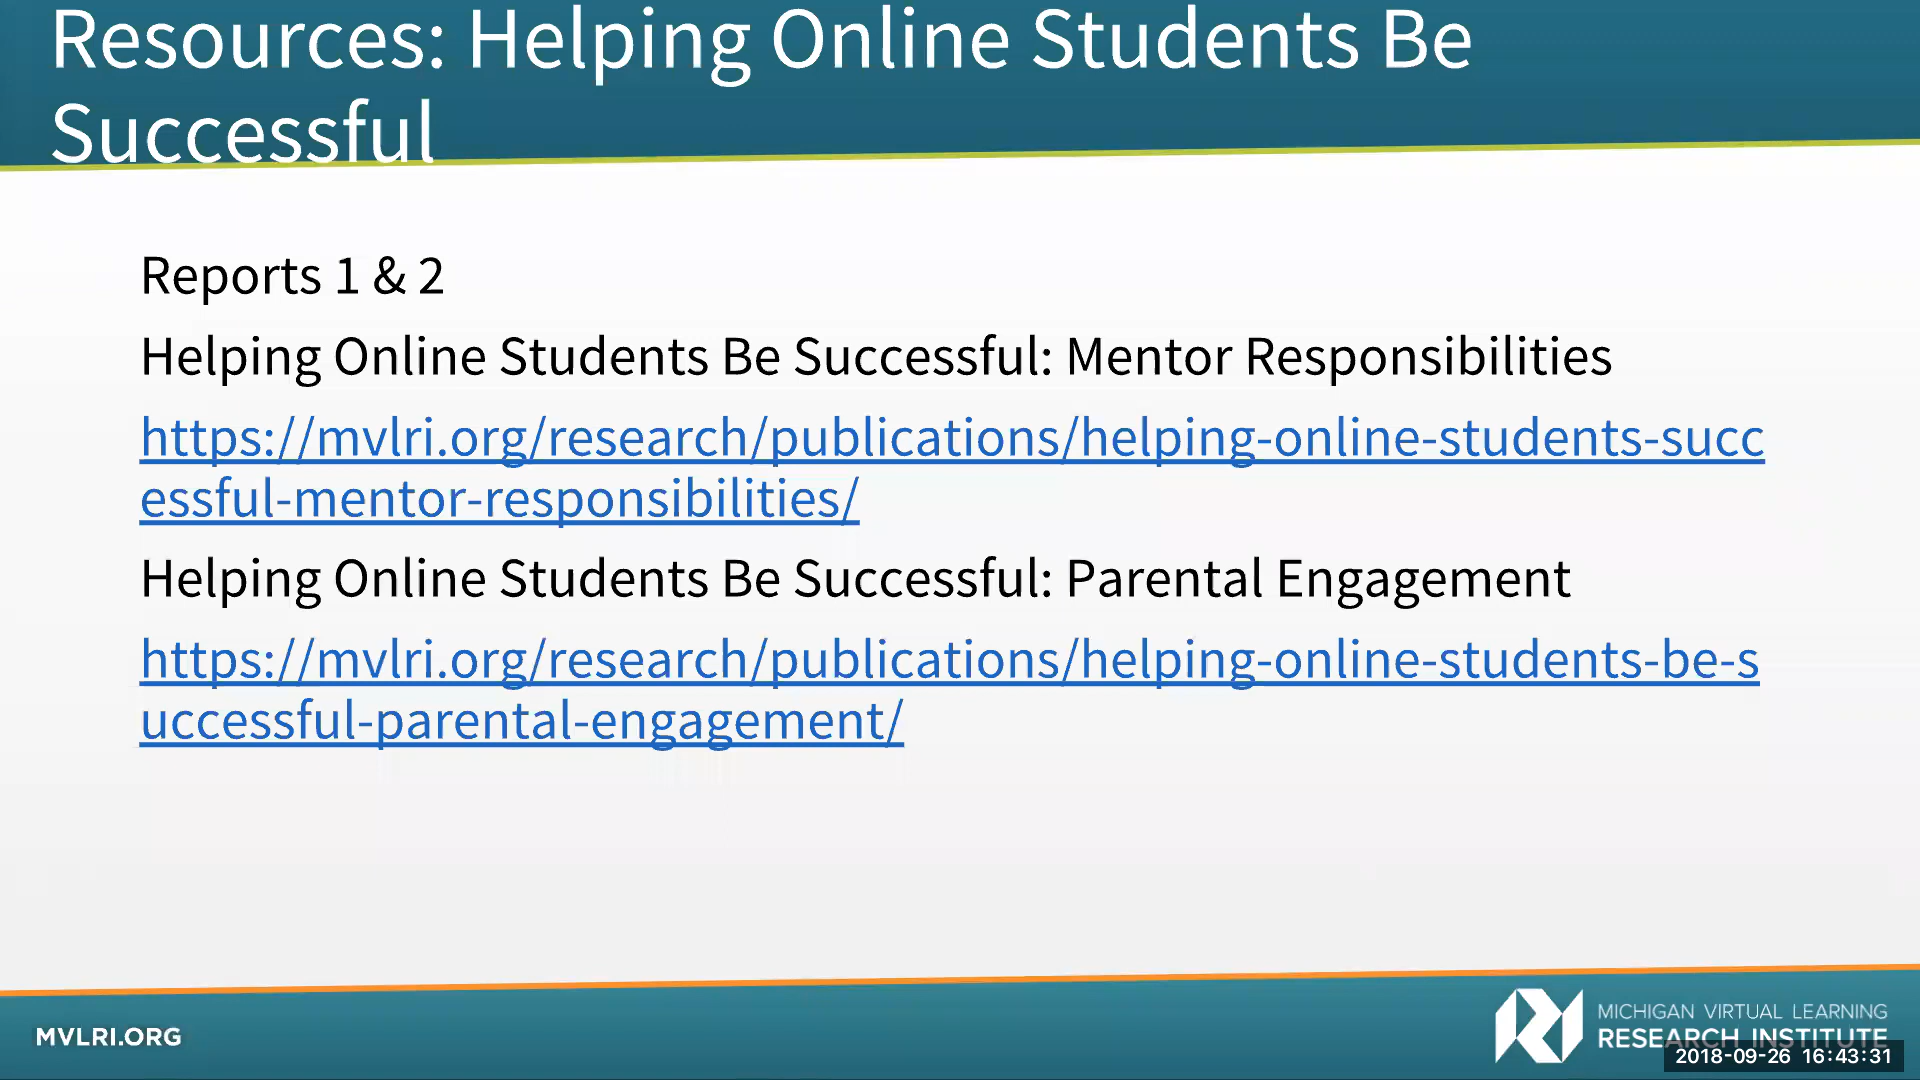 Resources: Helping Online Students Be
Successful
Reports 1 & 2
Helping Online Students Be Successful: Mentor Responsibilities
https://mvlri.org/research/publications/helping-online-students-succ
essful-mentor-responsibilities/
Helping Online Students Be Successful: Parental Engagement
https://mvlri.org/research/publications/helping-online-students-be-s
uccessful-parental-engagement/
MVLRI.ORG
MICHIGAN VIRTUAL LEARNING
RESEARCH INSTITUTE
2018-09-26 16:43:31